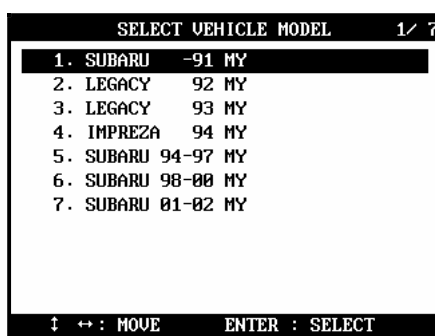 SELECT VEHICLE MODEL 1/ 7
1. SUBARU -91 MY
2. LEGACY 92 MY
3. LEGACY 93 MY
4. IMPREZA 94 MY
5. SUBARU 94-97 MY
6. SUBARU 98-00 MY
7. SUBARU 01-02 MY
↕ ↔: MOVE ENTER : SELECT